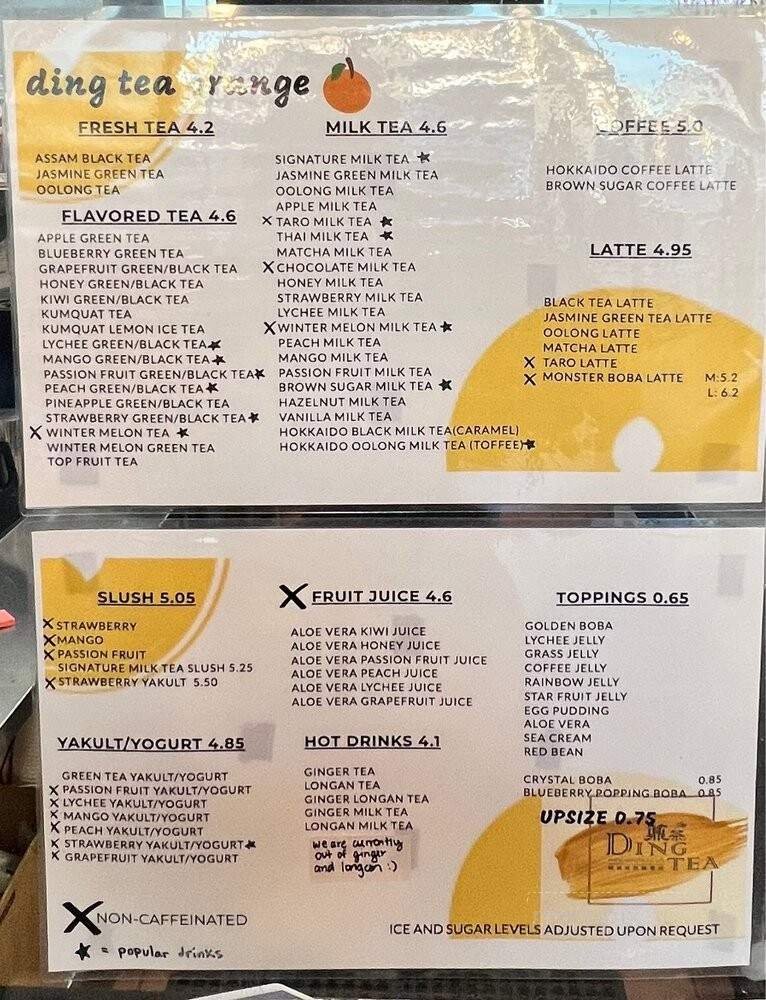 ding tea orange
FRESH TEA 4.2
ASSAM BLACK TEA
JASMINE GREEN TEA
OOLONG TEA
FLAVORED TEA 4.6
APPLE GREEN TEA
BLUEBERRY GREEN TEA
GRAPEFRUIT GREEN/BLACK TEA
HONEY GREEN/BLACK TEA
KIWI GREEN/BLACK TEA
KUMQUAT TEA
KUMQUAT LEMON ICE TEA
LYCHEE GREEN/BLACK TEA★
MANGO GREEN/BLACK TEA★
PASSION FRUIT GREEN/BLACK TEA★
PEACH GREEN/BLACK TEA★
PINEAPPLE GREEN/BLACK TEA
STRAWBERRY GREEN/BLACK TEA★
X WINTER MELON TEA ★
WINTER MELON GREEN TEA
TOP FRUIT TEA
MILK TEA 4.6
SIGNATURE MILK TEA ★
JASMINE GREEN MILK TEA
OOLONG MILK TEA
APPLE MILK TEA
X TARO MILK TEA ★
THAI MILK TEA ★
MATCHA MILK TEA
X CHOCOLATE MILK TEA
HONEY MILK TEA
STRAWBERRY MILK TEA
LYCHEE MILK TEA
X WINTER MELON MILK TEA★
PEACH MILK TEA
MANGO MILK TEA
PASSION FRUIT MILK TEA
BROWN SUGAR MILK TEA ★
HAZELNUT MILK TEA
VANILLA MILK TEA
HOKKAIDO BLACK MILK TEA(CARAMEL)
HOKKAIDO OOLONG MILK TEA (TOFFEE)★
COFFEE 5.0
HOKKAIDO COFFEE LATTE
BROWN SUGAR COFFEE LATTE
LATTE 4.95
BLACK TEA LATTE
JASMINE GREEN TEA LATTE
OOLONG LATTE
MATCHA LATTE
X TARO LATTE
X MONSTER BOBA LATTE M:5.2
L: 6.2
SLUSH 5.05
X STRAWBERRY
X MANGO
X PASSION FRUIT
SIGNATURE MILK TEA SLUSH 5.25
X STRAWBERRY YAKULT 5.50
YAKULT/YOGURT 4.85
GREEN TEA YAKULT/YOGURT
X PASSION FRUIT YAKULT/YOGURT
X LYCHEE YAKULT/YOGURT
X MANGO YAKULT/YOGURT
X PEACH YAKULT/YOGURT
X STRAWBERRY YAKULT/YOGURT★
X GRAPEFRUIT YAKULT/YOGURT
X NON-CAFFEINATED
★ = popular drinks
X FRUIT JUICE 4.6
ALOE VERA KIWI JUICE
ALOE VERA HONEY JUICE
ALOE VERA PASSION FRUIT JUICE
ALOE VERA PEACH JUICE
ALOE VERA LYCHEE JUICE
ALOE VERA GRAPEFRUIT JUICE
HOT DRINKS 4.1
GINGER TEA
LONGAN TEA
GINGER LONGAN TEA
GINGER MILK TEA
LONGAN MILK TEA
we are currently
out of ginger
and longan :)
TOPPINGS 0.65
GOLDEN BOBA
LYCHEE JELLY
GRASS JELLY
COFFEE JELLY
RAINBOW JELLY
STAR FRUIT JELLY
EGG PUDDING
ALOE VERA
SEA CREAM
RED BEAN
CRYSTAL BOBA 0.85
BLUEBERRY POPPING BOBA 0.85
UPSIZE 0.75
DING
TEA
ICE AND SUGAR LEVELS ADJUSTED UPON REQUEST